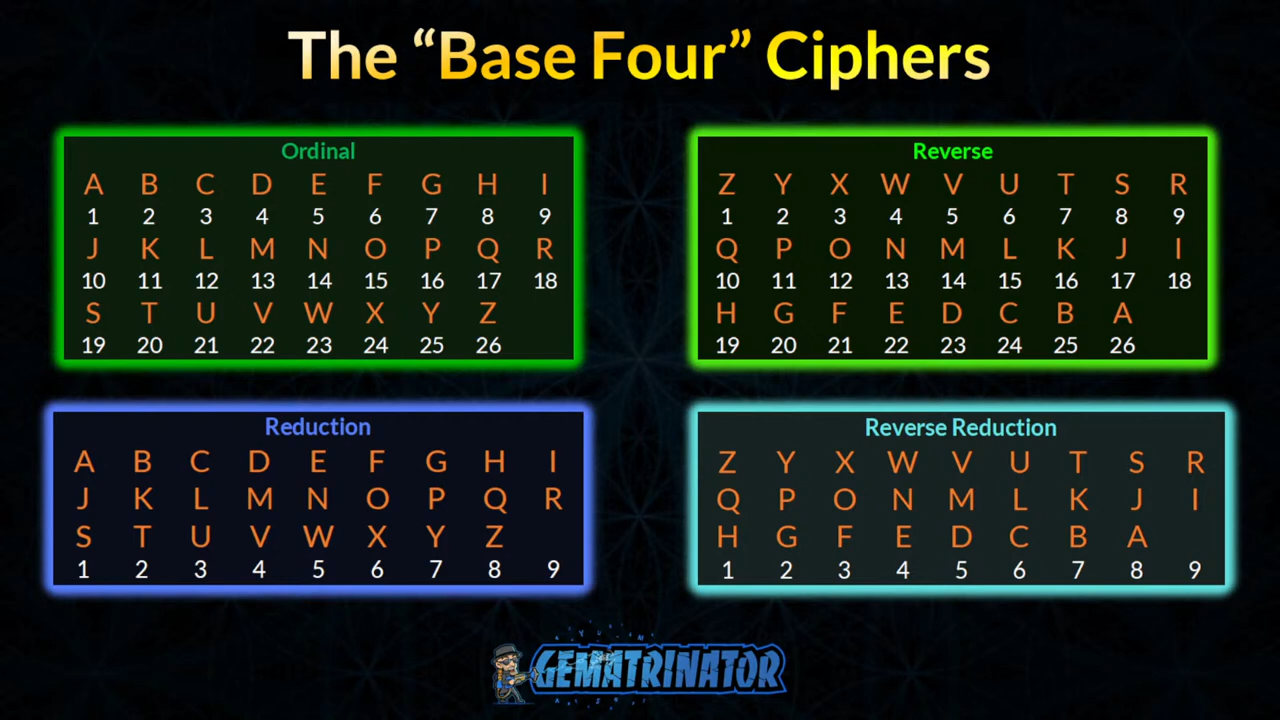 The “Base Four” Ciphers
Ordinal
A B C D E F G H I
1 2 3 4 5 6 7 8 9
J K L M N O P Q R
10 11 12 13 14 15 16 17 18
S T U V W X Y Z
19 20 21 22 23 24 25 26
Reverse
Z Y X W V U T S R
1 2 3 4 5 6 7 8 9
Q P O N M L K J I
10 11 12 13 14 15 16 17 18
H G F E D C B A
19 20 21 22 23 24 25 26
Reduction
A B C D E F G H I
J K L M N O P Q R
S T U V W X Y Z
1 2 3 4 5 6 7 8 9
Reverse Reduction
Z Y X W V U T S R
Q P O N M L K J I
H G F E D C B A
1 2 3 4 5 6 7 8 9
GEMATRINATOR